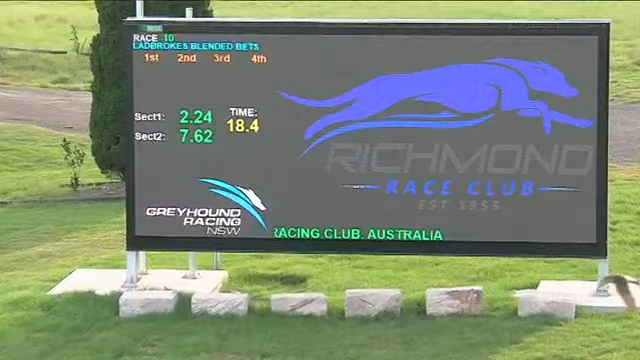 RACE 10
LADBROKES BLENDED BETS
1st 2nd 3rd 4th
Sect1: 2.24 TIME:
Sect2: 7.62 18.4
RICHMOND
RACE CLUB
EST 1955
GREYHOUND
RACING
NSW
RACING CLUB. AUSTRALIA